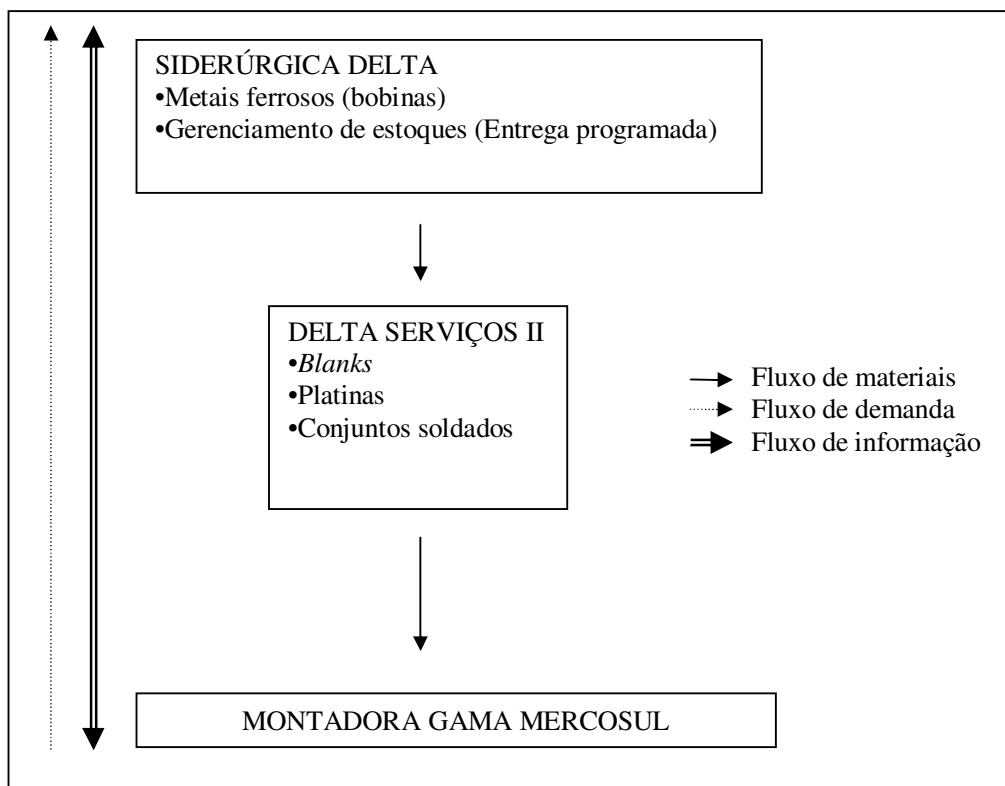 SIDERÚRGICA DELTA
•Metais ferrosos (bobinas)
•Gerenciamento de estoques (Entrega programada)
DELTA SERVIÇOS II
•Blanks
•Platinas
•Conjuntos soldados
Fluxo de materiais
Fluxo de demanda
Fluxo de informação
MONTADORA GAMA MERCOSUL